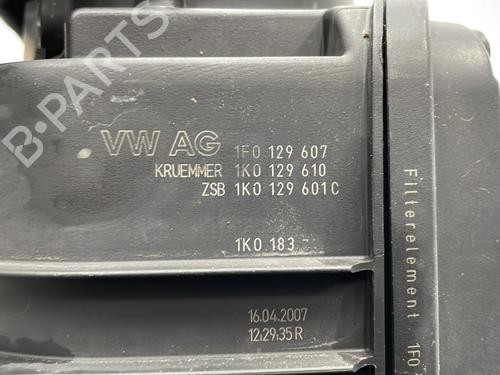 VW AG 1F0 129 607
KRUEMMER 1K0 129 610
ZSB 1K0 129 601C
1K0 183
16.04.2007
12:29:35 R
Filterelement 1F0
B-PARTS